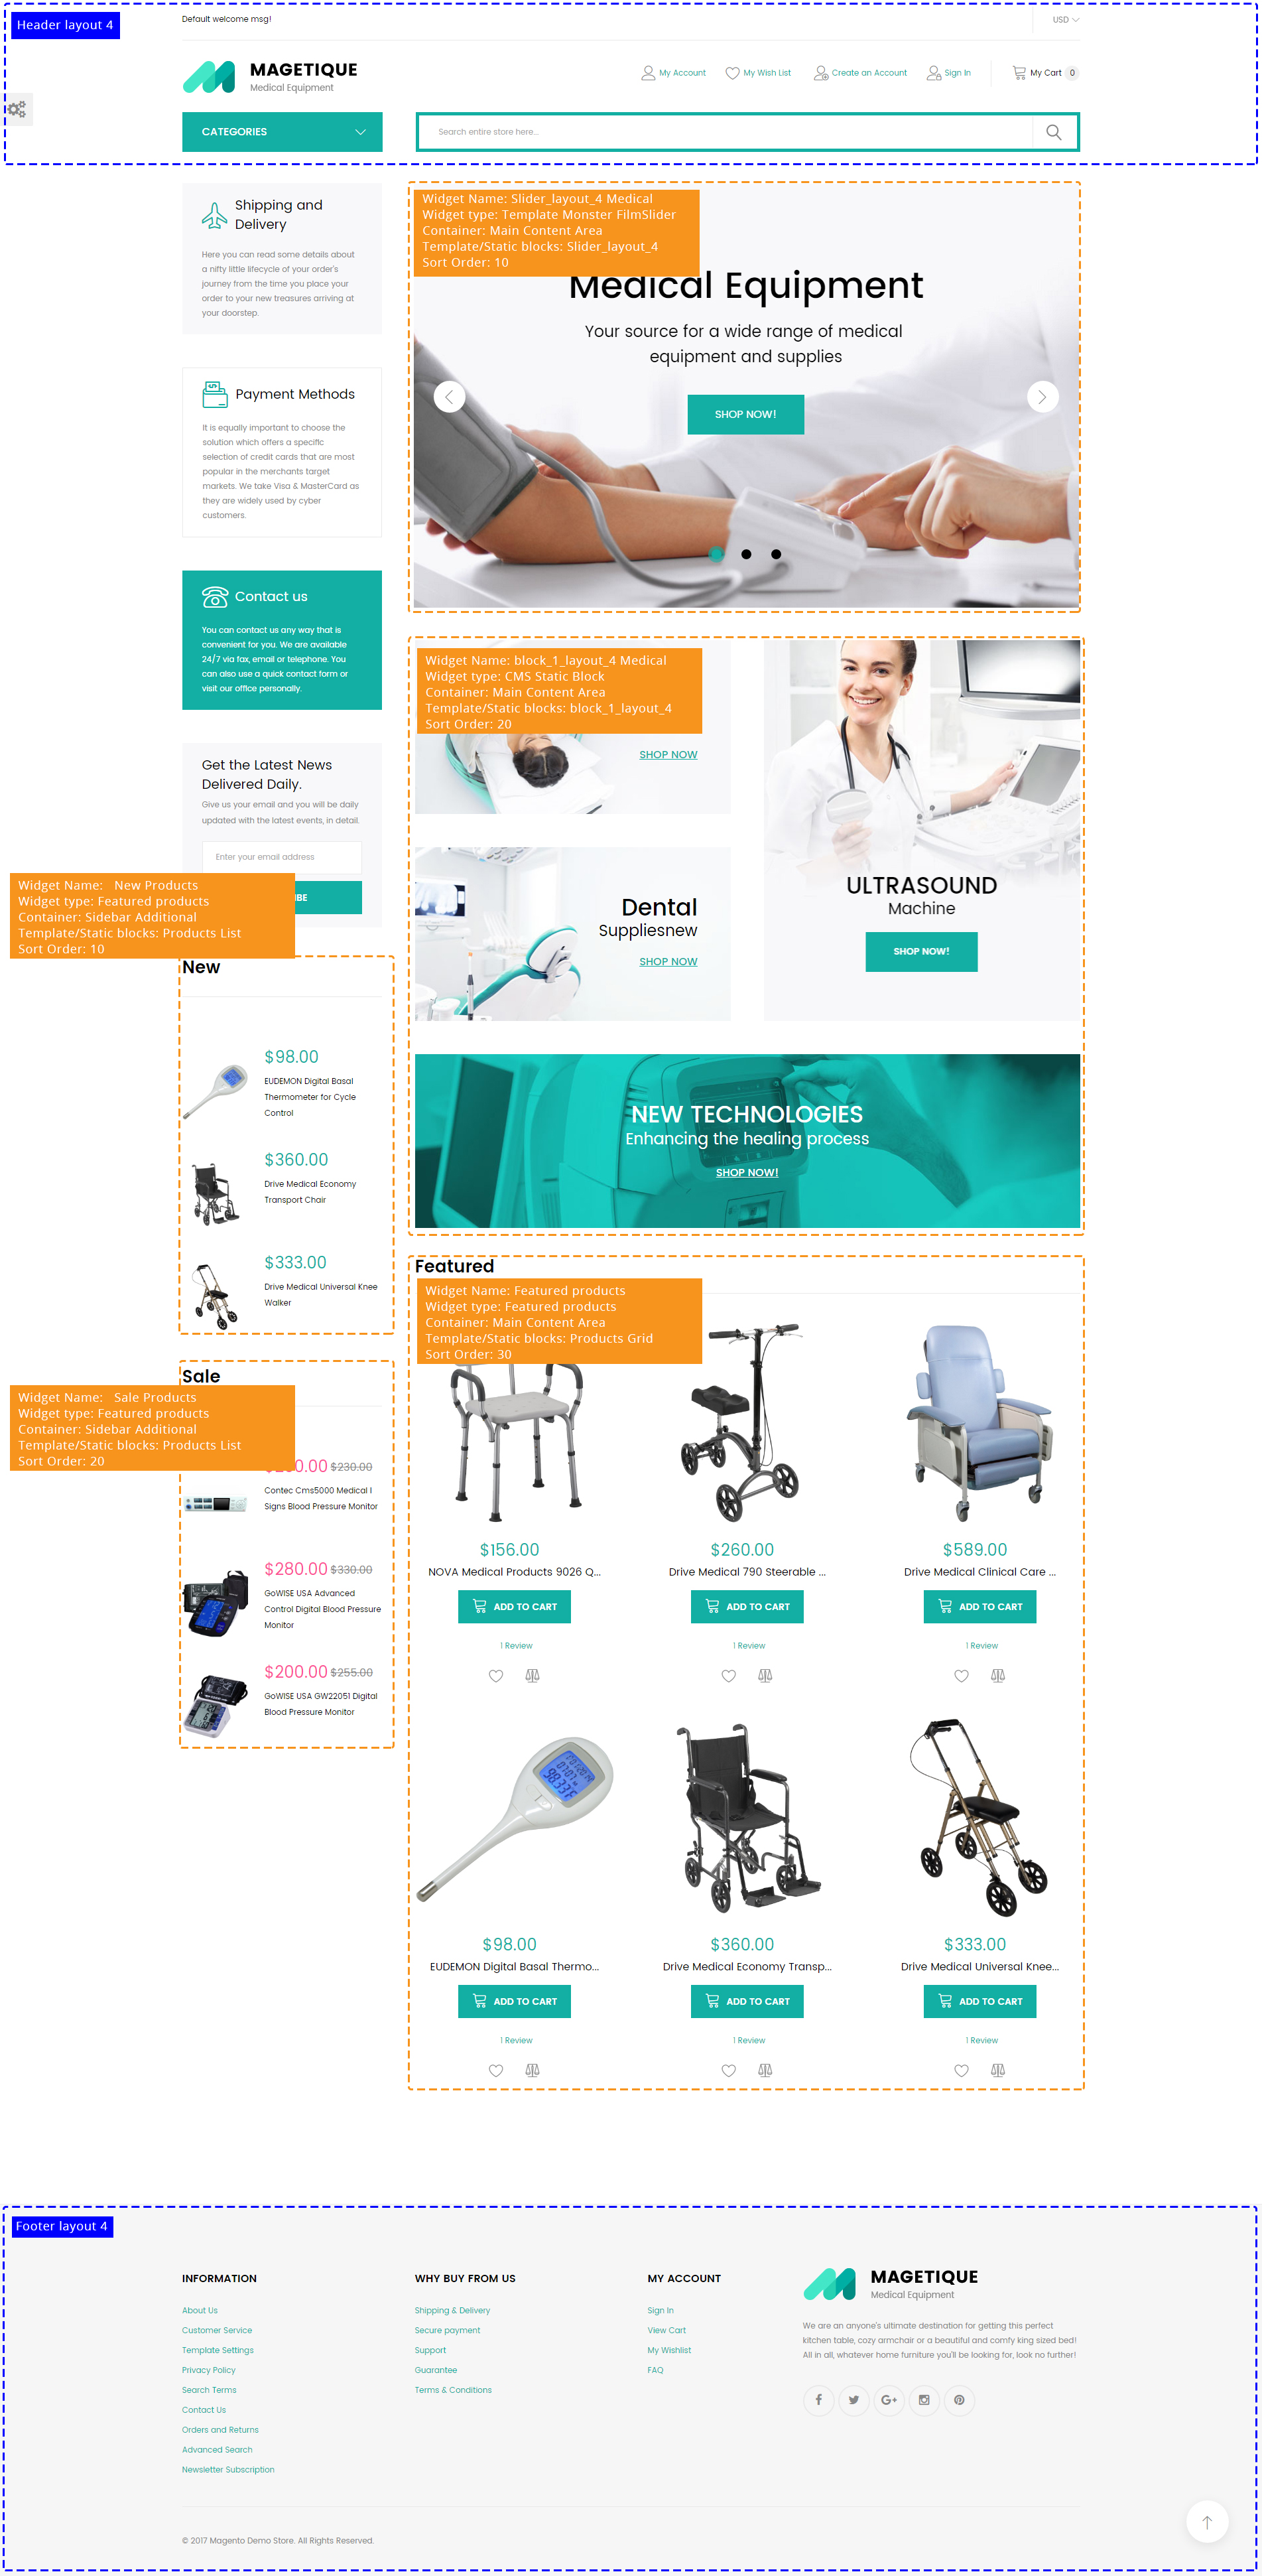 Header layout 4
Default welcome msg!
USD
MAGETIQUE
Medical Equipment
My Account
My Wish List
Create an Account
Sign In
My Cart 0
CATEGORIES
Search entire store here...
Shipping and
Delivery
Here you can read some details about
a nifty little lifecycle of your order's
journey from the time you place your
order to your new treasures arriving at
your doorstep.
Payment Methods
It is equally important to choose the
solution which offers a specific
selection of credit cards that are most
popular in the merchants target
markets. We take Visa & MasterCard as
they are widely used by cyber
customers.
Contact us
You can contact us any way that is
convenient for you. We are available
24/7 via fax, email or telephone. You
can also use a quick contact form or
visit our office personally.
Get the Latest News
Delivered Daily.
Give us your email and you will be daily
updated with the latest events, in detail.
Enter your email address
Widget Name: New Products
Widget type: Featured products
Container: Sidebar Additional
Template/Static blocks: Products List
Sort Order: 10
New
$98.00
EUDEMON Digital Basal
Thermometer for Cycle
Control
$360.00
Drive Medical Economy
Transport Chair
$333.00
Drive Medical Universal Knee
Walker
Sale
Widget Name: Sale Products
Widget type: Featured products
Container: Sidebar Additional
Template/Static blocks: Products List
Sort Order: 20
$230.00
Contec Cms5000 Medical I
Signs Blood Pressure Monitor
$280.00 $330.00
GoWISE USA Advanced
Control Digital Blood Pressure
Monitor
$200.00 $255.00
GoWISE USA GW22051 Digital
Blood Pressure Monitor
Widget Name: Slider_layout_4 Medical
Widget type: Template Monster FilmSlider
Container: Main Content Area
Template/Static blocks: Slider_layout_4
Sort Order: 10
Medical Equipment
Your source for a wide range of medical
equipment and supplies
SHOP NOW!
Widget Name: block_1_layout_4 Medical
Widget type: CMS Static Block
Container: Main Content Area
Template/Static blocks: block_1_layout_4
Sort Order: 20
SHOP NOW
Dental
Suppliesnew
SHOP NOW
ULTRASOUND
Machine
SHOP NOW!
NEW TECHNOLOGIES
Enhancing the healing process
SHOP NOW!
Featured
Widget Name: Featured products
Widget type: Featured products
Container: Main Content Area
Template/Static blocks: Products Grid
Sort Order: 30
$156.00
NOVA Medical Products 9026 Q...
ADD TO CART
1 Review
$260.00
Drive Medical 790 Steerable ...
ADD TO CART
1 Review
$589.00
Drive Medical Clinical Care ...
ADD TO CART
1 Review
$98.00
EUDEMON Digital Basal Thermo...
ADD TO CART
1 Review
$360.00
Drive Medical Economy Transp...
ADD TO CART
1 Review
$333.00
Drive Medical Universal Knee...
ADD TO CART
1 Review
Footer layout 4
INFORMATION
About Us
Customer Service
Template Settings
Privacy Policy
Search Terms
Contact Us
Orders and Returns
Advanced Search
Newsletter Subscription
WHY BUY FROM US
Shipping & Delivery
Secure payment
Support
Guarantee
Terms & Conditions
MY ACCOUNT
Sign In
View Cart
My Wishlist
FAQ
MAGETIQUE
Medical Equipment
We are an anyone's ultimate destination for getting this perfect
kitchen table, cozy armchair or a beautiful and comfy king sized bed!
All in all, whatever home furniture you'll be looking for, look no further!
© 2017 Magento Demo Store. All Rights Reserved.